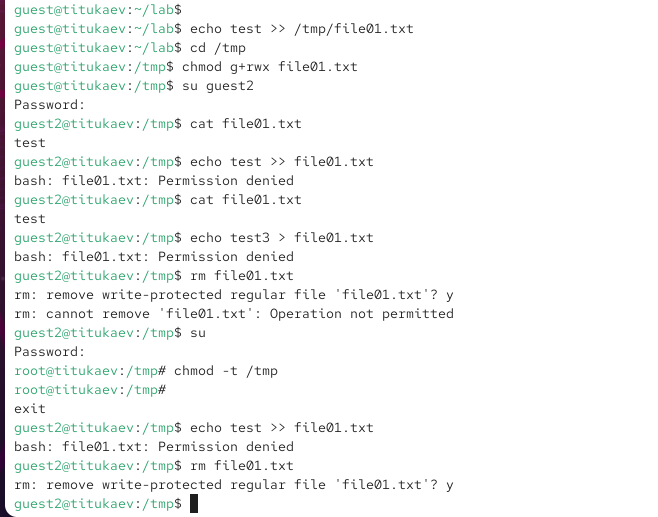 guest@titukaev:~/lab$
guest@titukaev:~/lab$ echo test >> /tmp/file01.txt
guest@titukaev:~/lab$ cd /tmp
guest@titukaev:/tmp$ chmod g+rwx file01.txt
guest@titukaev:/tmp$ su guest2
Password:
guest2@titukaev:/tmp$ cat file01.txt
test
guest2@titukaev:/tmp$ echo test >> file01.txt
bash: file01.txt: Permission denied
guest2@titukaev:/tmp$ cat file01.txt
test
guest2@titukaev:/tmp$ echo test3 > file01.txt
bash: file01.txt: Permission denied
guest2@titukaev:/tmp$ rm file01.txt
rm: remove write-protected regular file 'file01.txt'? y
rm: cannot remove 'file01.txt': Operation not permitted
guest2@titukaev:/tmp$ su
Password:
root@titukaev:/tmp# chmod -t /tmp
root@titukaev:/tmp#
exit
guest2@titukaev:/tmp$ echo test >> file01.txt
bash: file01.txt: Permission denied
guest2@titukaev:/tmp$ rm file01.txt
rm: remove write-protected regular file 'file01.txt'? y
guest2@titukaev:/tmp$